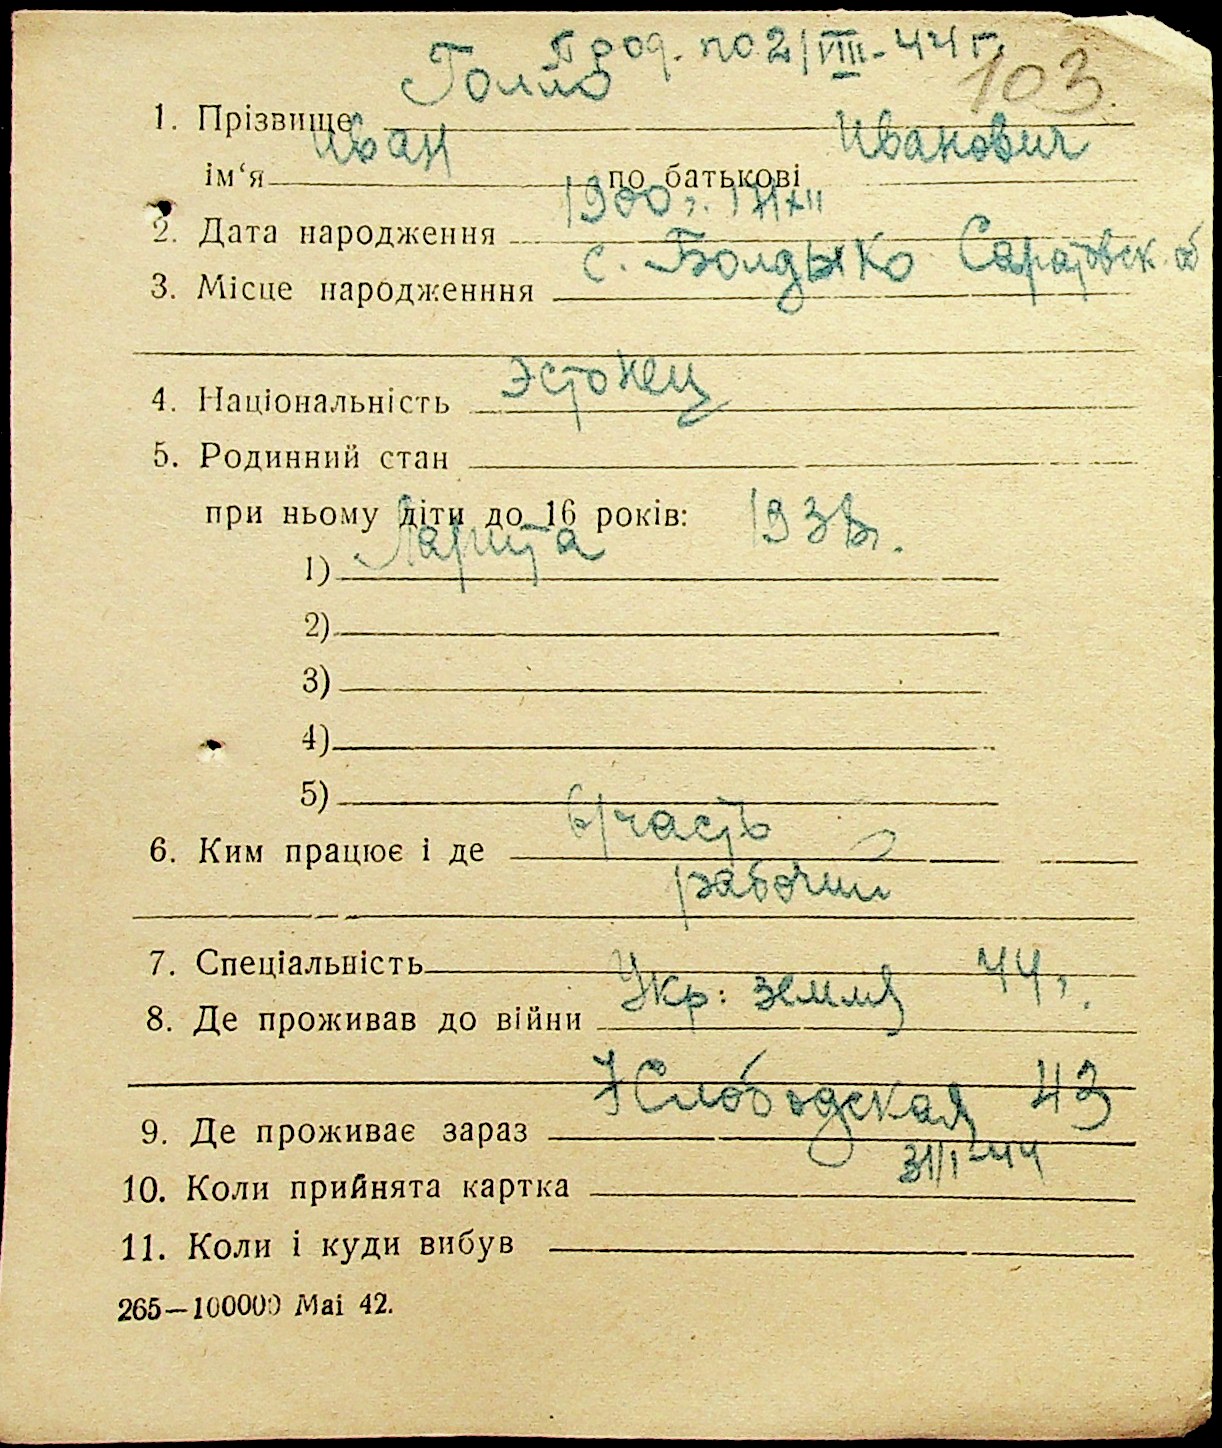 Прод. по 2/VIII-44 г.
103
1. Прізвище Голло
ім‘я Иван по батькові Иванович
2. Дата народження 1900 г. 17/XII
3. Місце народженння с. Болдыко Саратовск. об
4. Національність эстонец
5. Родинний стан
при ньому діти до 16 років:
1) Лариса 1938г.
2)
3)
4)
5)
6. Ким працює і де в/часть
рабочий
7. Спеціальність
8. Де проживав до війни Укр: земля 44 г.
9. Де проживає зараз Слободская 43
10. Коли прийнята картка 31/I-44
11. Коли і куди вибув
265—100000 Mai 42.